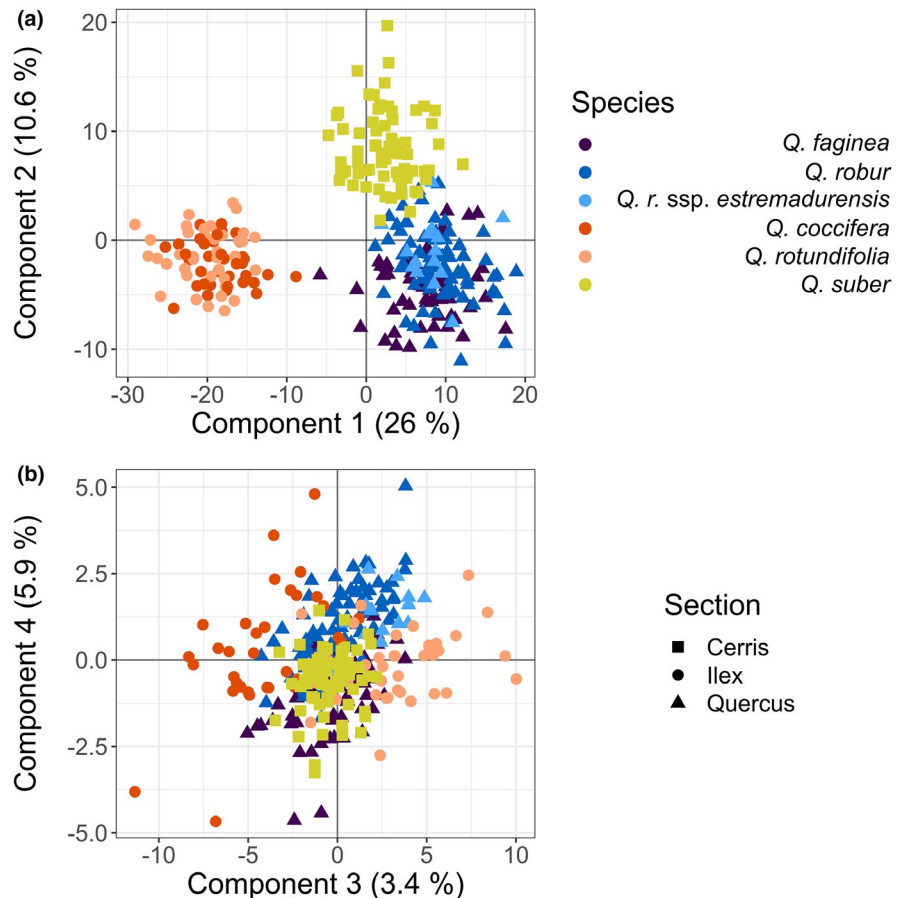 (a)
20
10
0
-10
Component 2 (10.6 %)
-30 -20 -10 0 10 20
Component 1 (26 %)
Species
Q. faginea
Q. robur
Q. r. ssp. estremadurensis
Q. coccifera
Q. rotundifolia
Q. suber
(b)
5.0
2.5
0.0
-2.5
-5.0
Component 4 (5.9 %)
-10 -5 0 5 10
Component 3 (3.4 %)
Section
Cerris
Ilex
Quercus